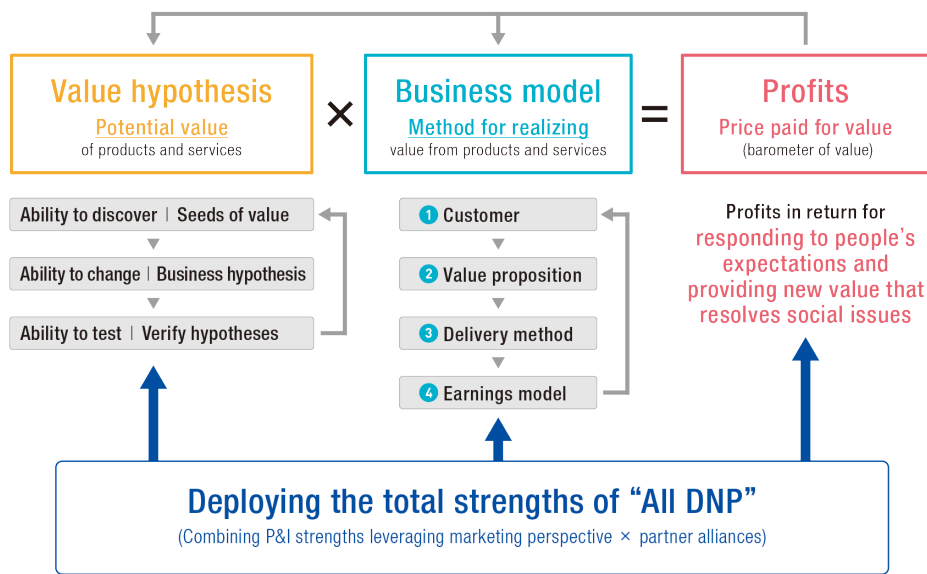 Value hypothesis
Potential value
of products and services
×
Business model
Method for realizing
value from products and services
=
Profits
Price paid for value
(barometer of value)
Ability to discover | Seeds of value
Ability to change | Business hypothesis
Ability to test | Verify hypotheses
1 Customer
2 Value proposition
3 Delivery method
4 Earnings model
Profits in return for
responding to people's
expectations and
providing new value that
resolves social issues
Deploying the total strengths of “All DNP”
(Combining P&I strengths leveraging marketing perspective × partner alliances)